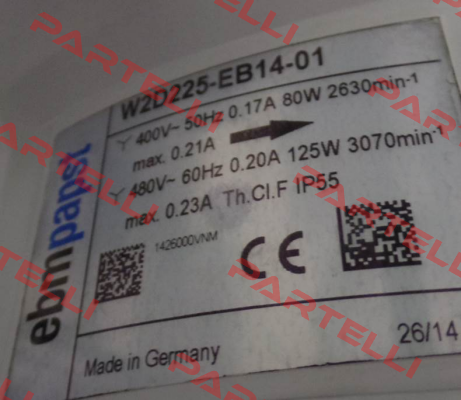 W2D225-EB14-01
400V~ 50Hz 0.17A 80W 2630min-1
max. 0.21A
480V~ 60Hz 0.20A 125W 3070min-1
max. 0.23A Th.Cl.F IP55
1426000VNM
CE
ebmpapst
Made in Germany
26/14
PARTELLI
PARTELLI
PARTELLI
PARTELLI